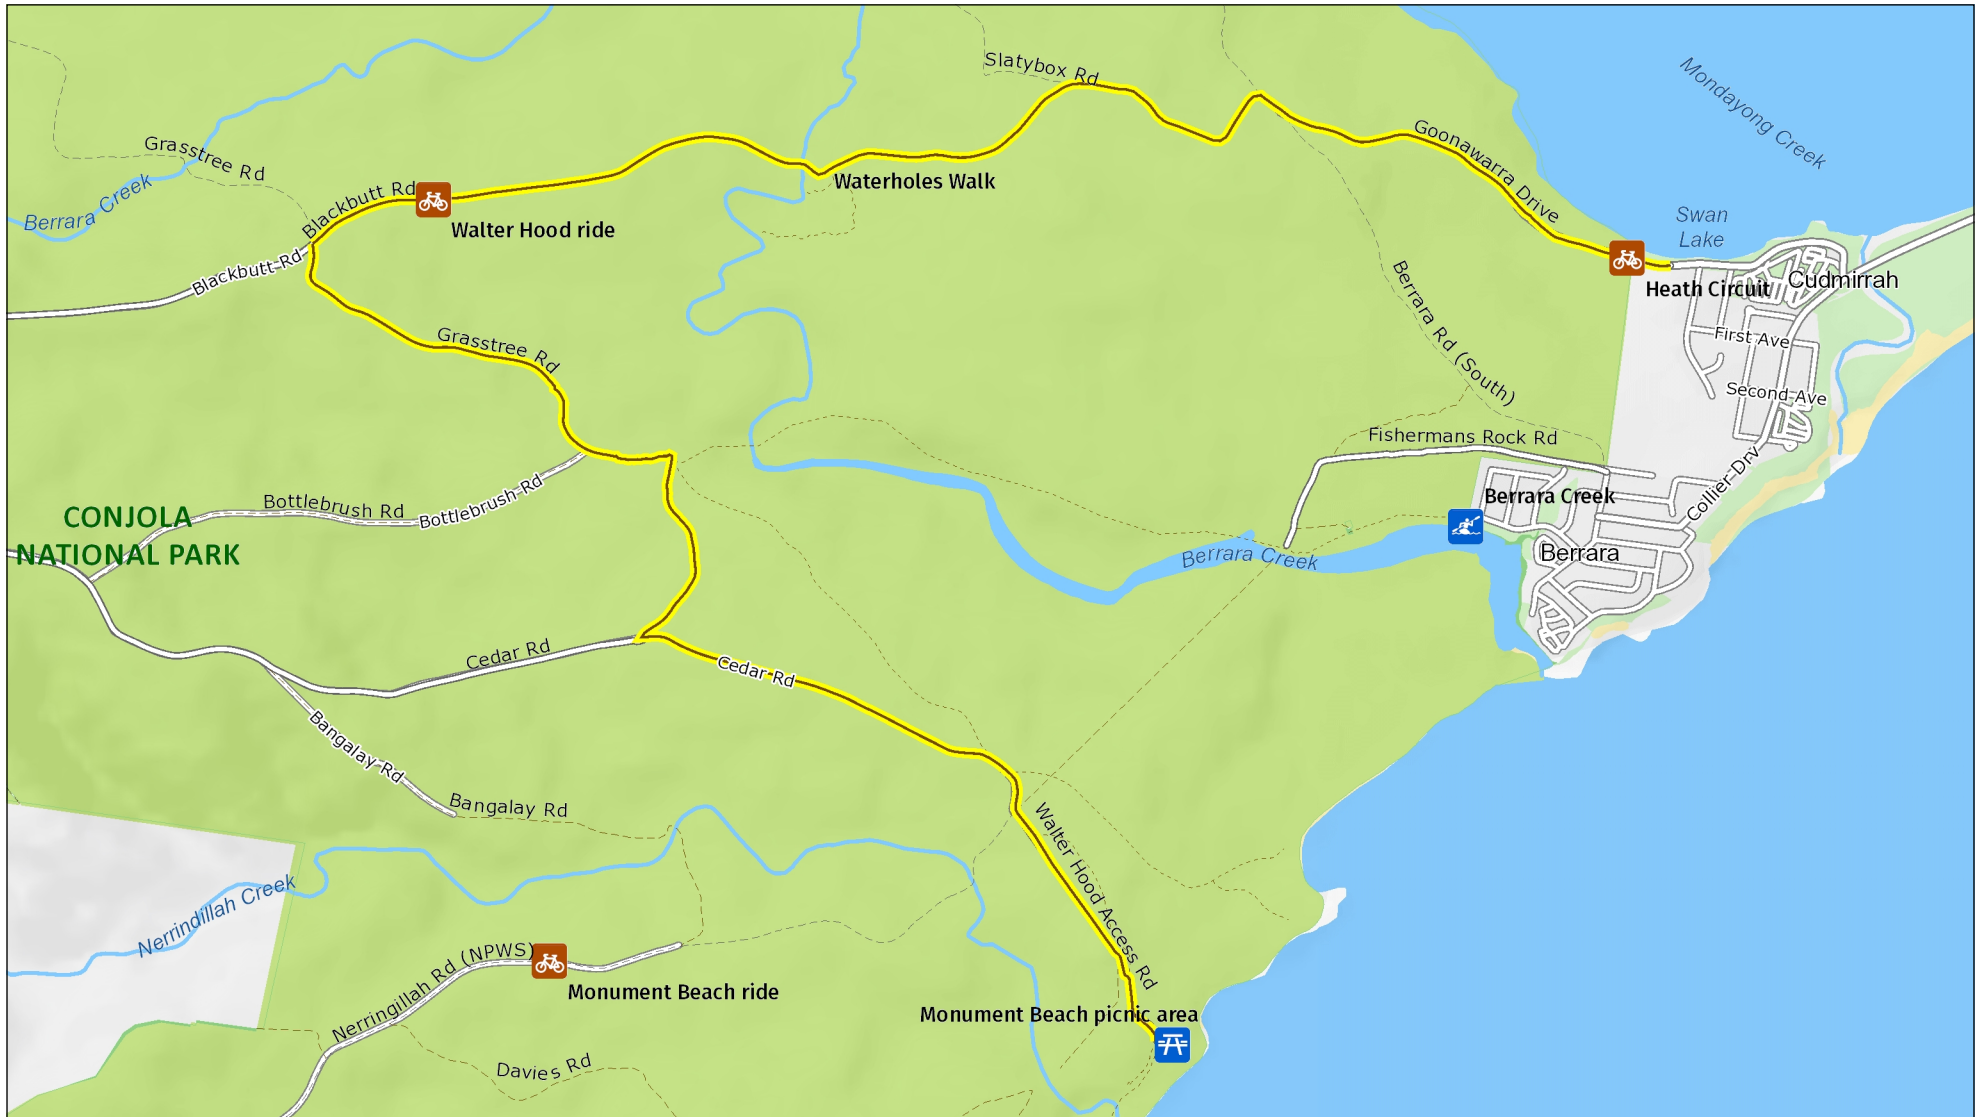 Slatybox Rd
Mondayong
Creek
Goonawarra Drive
Grasstree Rd
Waterholes Walk
Berrara Creek
Blackbutt Rd
Walter Hood ride
Swan
Lake
Blackbutt Rd
Cudmirrah
Heath Circuit
Berrara Rd (South)
First Ave
Grasstree Rd
Second Ave
Fishermans Rock Rd
Collier Drv
Bottlebrush Rd
Bottlebrush Rd
Berrara Creek
CONJOLA
NATIONAL PARK
Berrara Creek
Berrara
Cedar Rd
Cedar Rd
Bangalay Rd
Bangalay Rd
Walter Hood Access Rd
Nerrindillah Creek
Nerringillah Rd (NPWS)
Monument Beach ride
Monument Beach picnic area
Davies Rd